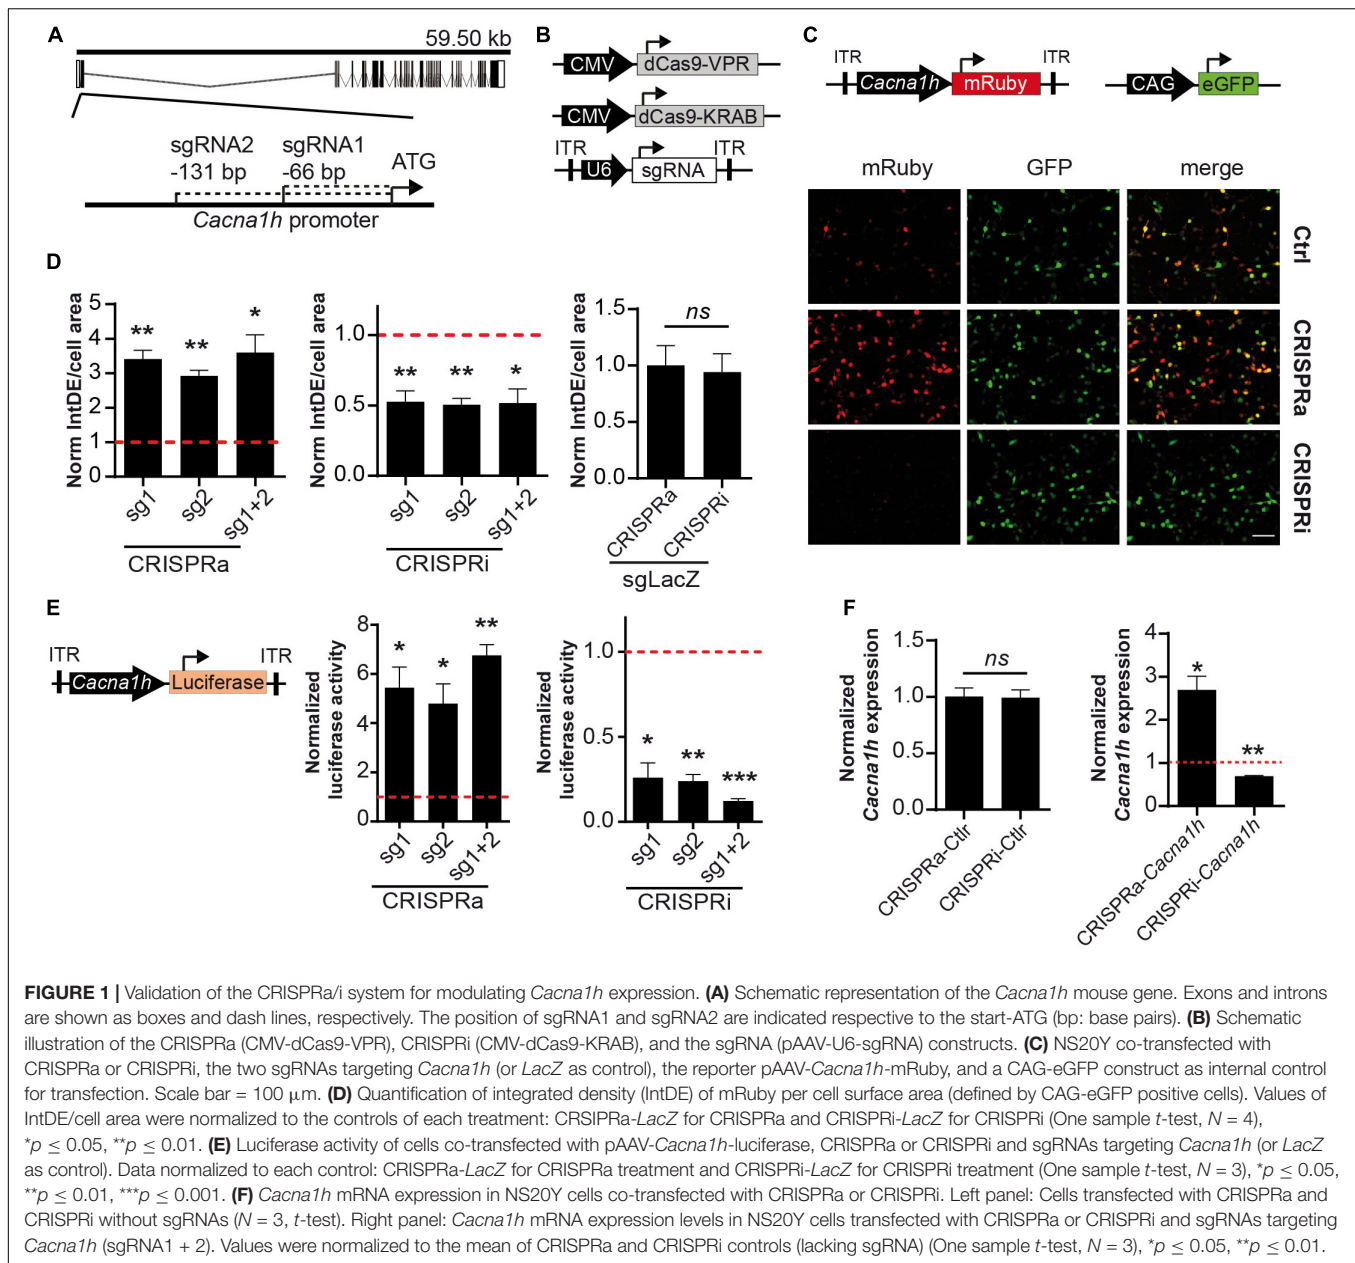 A
59.50 kb
sgRNA2
-131 bp
sgRNA1
-66 bp
ATG
Cacna1h promoter
B
CMV dCas9-VPR
CMV dCas9-KRAB
ITR ITR
U6 sgRNA
C
ITR ITR
Cacna1h mRuby
CAG eGFP
mRuby GFP merge
Ctrl
CRISPRa
CRISPRi
D
Norm IntDE/cell area
5
4
3
2
1
0
** ** *
sg1 sg2 sg1+2
CRISPRa
Norm IntDE/cell area
1.0
0.5
0.0
** ** *
sg1 sg2 sg1+2
CRISPRi
Norm IntDE/cell area
1.5
1.0
0.5
0.0
ns
CRISPRa CRISPRi
sgLacZ
E
ITR ITR
Cacna1h Luciferase
Normalized
luciferase activity
8
6
4
2
0
* * **
sg1 sg2 sg1+2
CRISPRa
Normalized
luciferase activity
1.0
0.5
0.0
* ** ***
sg1 sg2 sg1+2
CRISPRi
F
Normalized
Cacna1h expression
1.5
1.0
0.5
0.0
ns
CRISPRa-Ctlr CRISPRi-Ctlr
Normalized
Cacna1h expression
4
3
2
1
0
* **
CRISPRa-Cacna1h CRISPRi-Cacna1h
FIGURE 1 | Validation of the CRISPRa/i system for modulating Cacna1h expression. (A) Schematic representation of the Cacna1h mouse gene. Exons and introns
are shown as boxes and dash lines, respectively. The position of sgRNA1 and sgRNA2 are indicated respective to the start-ATG (bp: base pairs). (B) Schematic
illustration of the CRISPRa (CMV-dCas9-VPR), CRISPRi (CMV-dCas9-KRAB), and the sgRNA (pAAV-U6-sgRNA) constructs. (C) NS20Y co-transfected with
CRISPRa or CRISPRi, the two sgRNAs targeting Cacna1h (or LacZ as control), the reporter pAAV-Cacna1h-mRuby, and a CAG-eGFP construct as internal control
for transfection. Scale bar = 100 μm. (D) Quantification of integrated density (IntDE) of mRuby per cell surface area (defined by CAG-eGFP positive cells). Values of
IntDE/cell area were normalized to the controls of each treatment: CRSIPRa-LacZ for CRISPRa and CRISPRi-LacZ for CRISPRi (One sample t-test, N = 4),
*p ≤ 0.05, **p ≤ 0.01. (E) Luciferase activity of cells co-transfected with pAAV-Cacna1h-luciferase, CRISPRa or CRISPRi and sgRNAs targeting Cacna1h (or LacZ
as control). Data normalized to each control: CRISPRa-LacZ for CRISPRa treatment and CRISPRi-LacZ for CRISPRi treatment (One sample t-test, N = 3), *p ≤ 0.05,
**p ≤ 0.01, ***p ≤ 0.001. (F) Cacna1h mRNA expression in NS20Y cells co-transfected with CRISPRa or CRISPRi. Left panel: Cells transfected with CRISPRa and
CRISPRi without sgRNAs (N = 3, t-test). Right panel: Cacna1h mRNA expression levels in NS20Y cells transfected with CRISPRa or CRISPRi and sgRNAs targeting
Cacna1h (sgRNA1 + 2). Values were normalized to the mean of CRISPRa and CRISPRi controls (lacking sgRNA) (One sample t-test, N = 3), *p ≤ 0.05, **p ≤ 0.01.